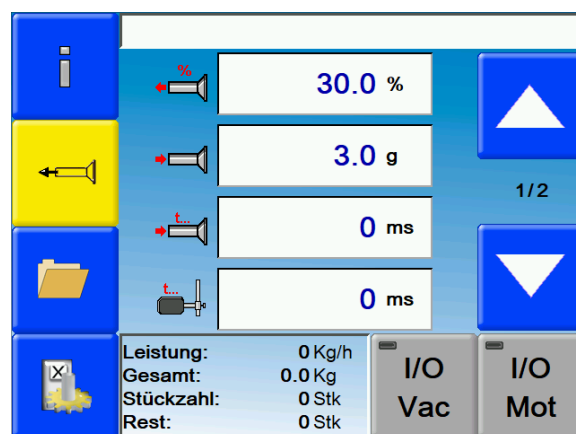 %
30.0 %
3.0 g
1/2
t...
0 ms
t...
0 ms
Leistung: 0 Kg/h
Gesamt: 0.0 Kg
Stückzahl: 0 Stk
Rest: 0 Stk
I/O
Vac
I/O
Mot
X